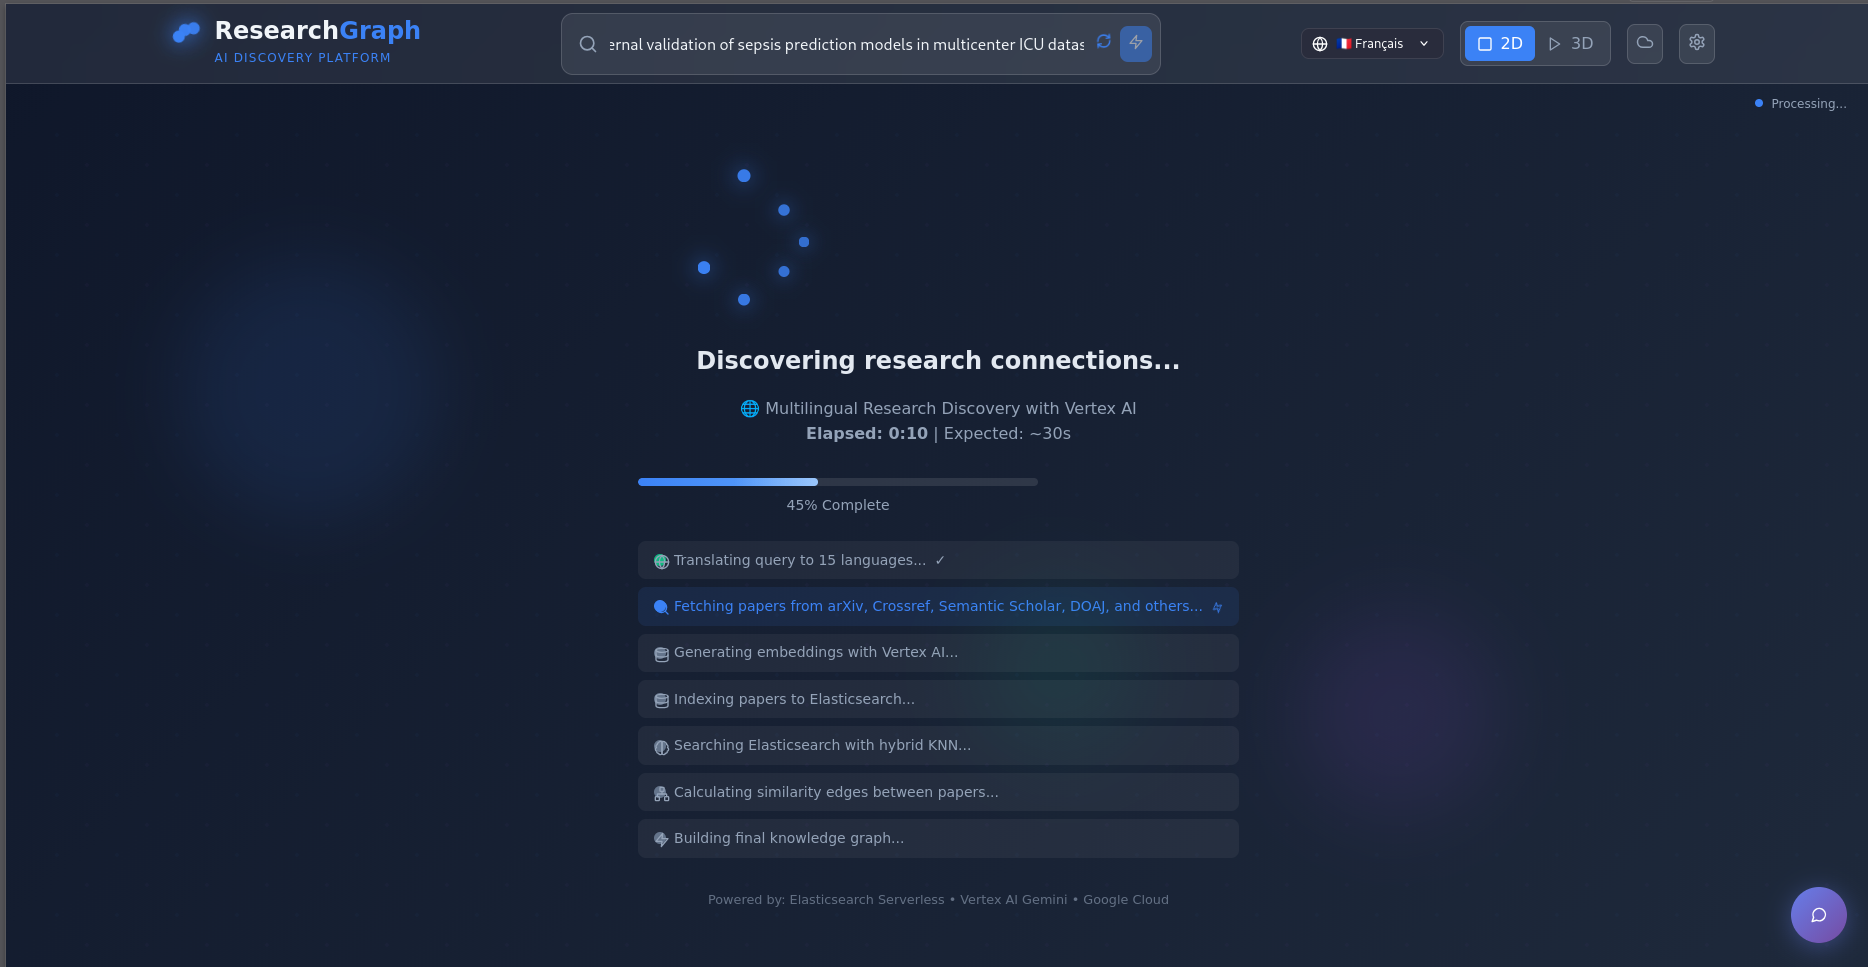 ResearchGraph
AI DISCOVERY PLATFORM
ernal validation of sepsis prediction models in multicenter ICU datas
Français
2D
3D
Processing...
Discovering research connections...
🌐 Multilingual Research Discovery with Vertex AI
Elapsed: 0:10 | Expected: ~30s
45% Complete
Translating query to 15 languages... ✓
Fetching papers from arXiv, Crossref, Semantic Scholar, DOAJ, and others...
Generating embeddings with Vertex AI...
Indexing papers to Elasticsearch...
Searching Elasticsearch with hybrid KNN...
Calculating similarity edges between papers...
Building final knowledge graph...
Powered by: Elasticsearch Serverless • Vertex AI Gemini • Google Cloud